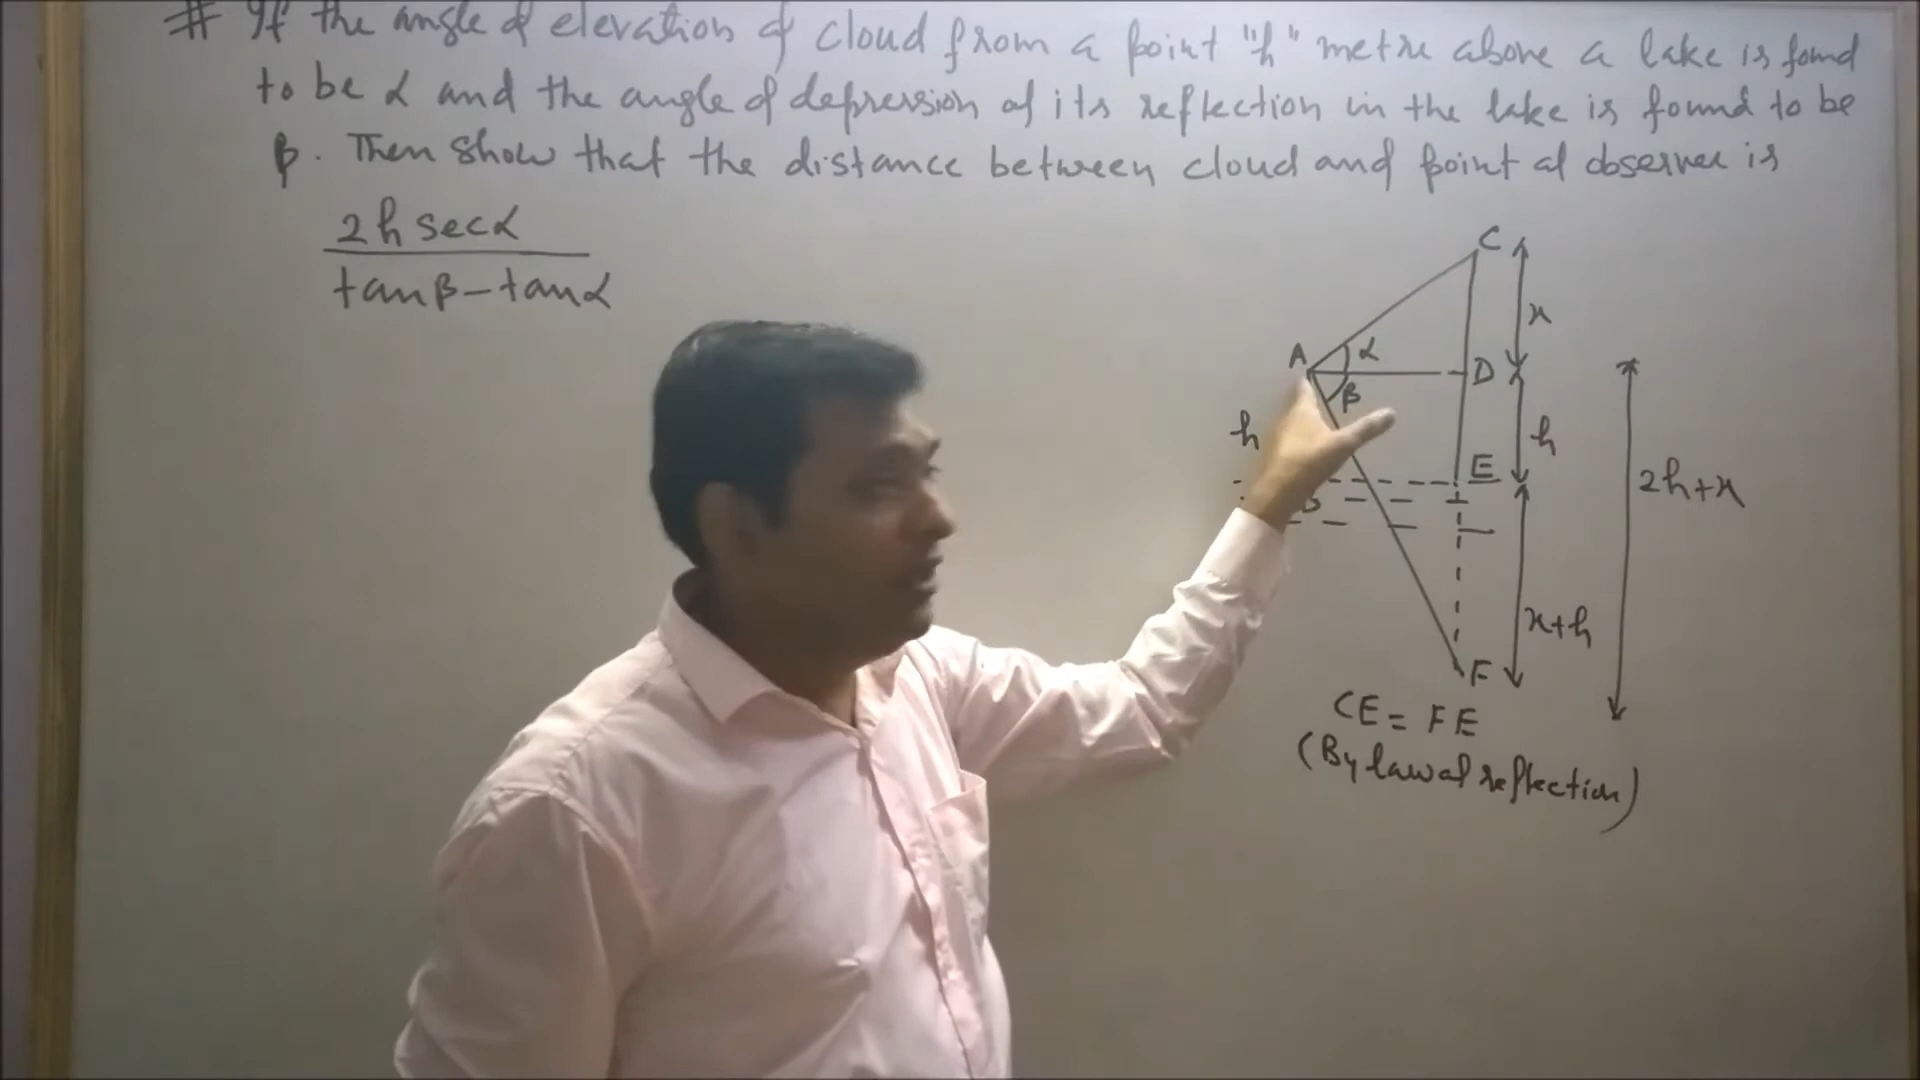 # If the angle of elevation of cloud from a point "h" metre above a lake is found
to be α and the angle of depression of its reflection in the lake is found to be
β. Then show that the distance between cloud and point of observer is
2h secα
tanβ-tanα
C
x
A
α
D
β
h
h
E
2h+x
B
x+h
F
CE = FE
(By law of reflection)